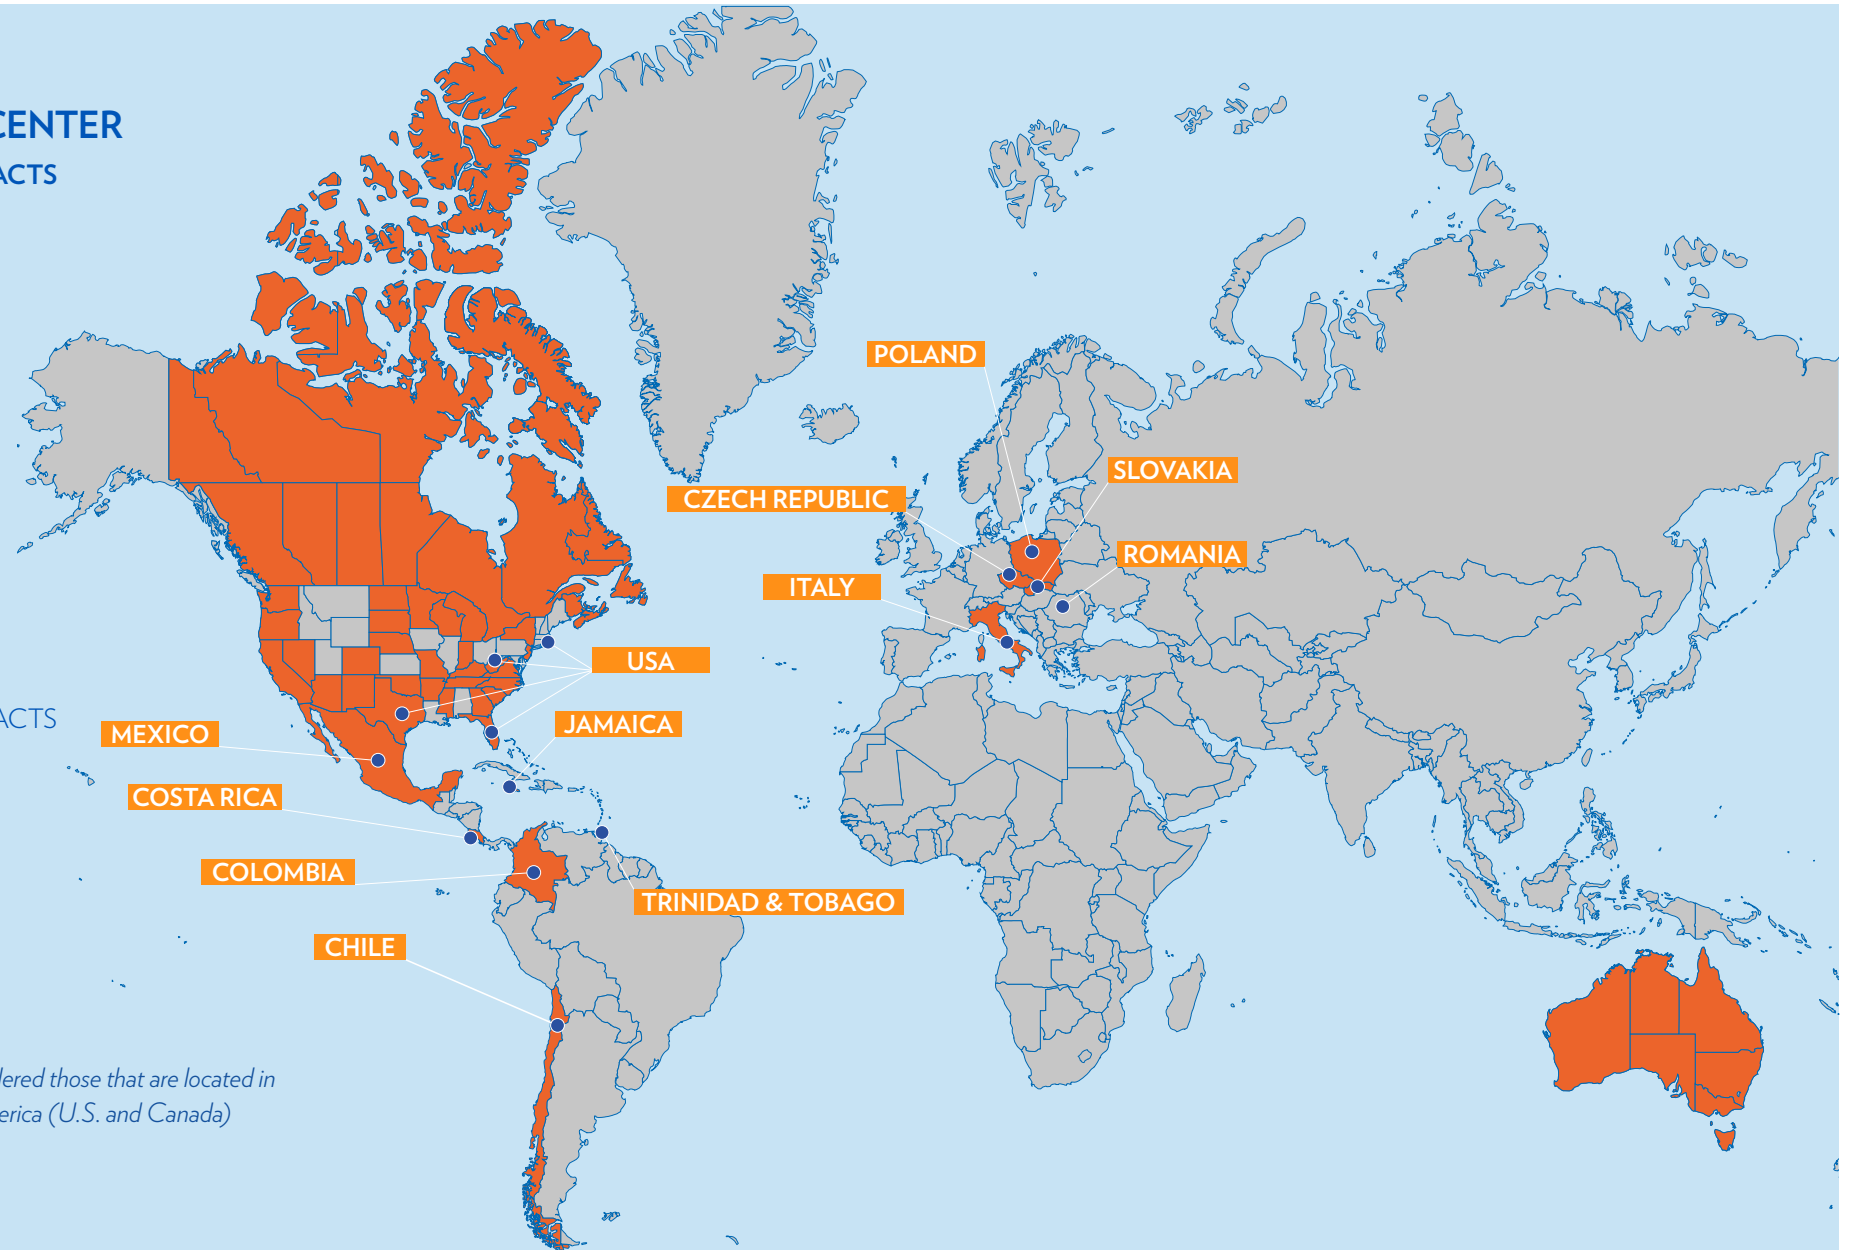 CENTER
ACTS
POLAND
SLOVAKIA
CZECH REPUBLIC
ROMANIA
ITALY
USA
ACTS
JAMAICA
MEXICO
COSTA RICA
COLOMBIA
TRINIDAD & TOBAGO
CHILE
dered those that are located in
erica (U.S. and Canada)